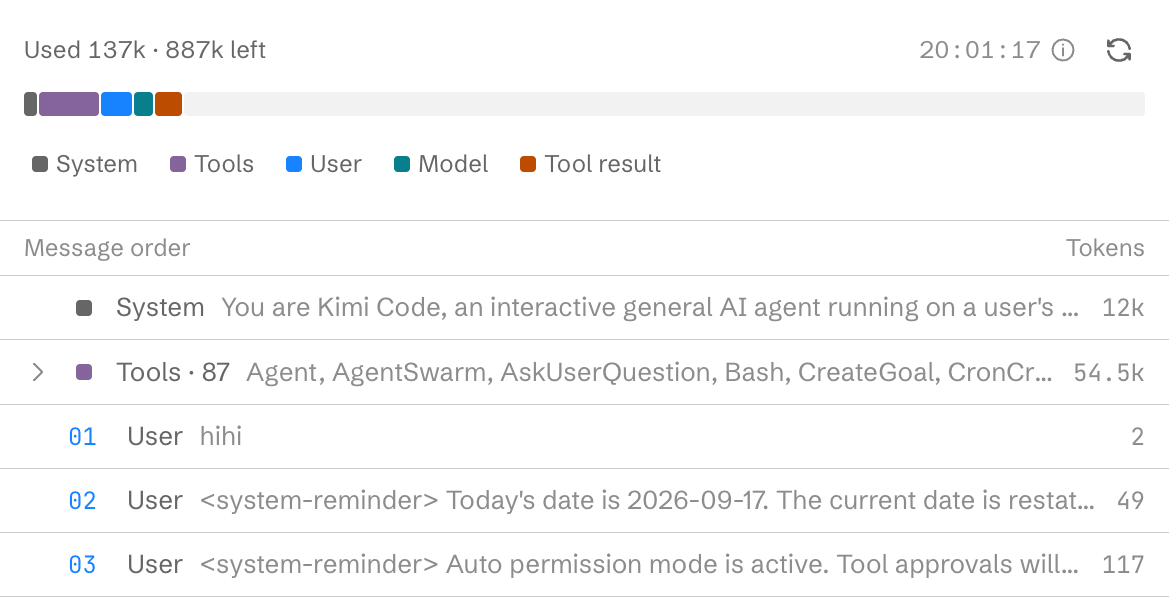 Used 137k · 887k left 20:01:17
System Tools User Model Tool result
Message order Tokens
System You are Kimi Code, an interactive general AI agent running on a user's ... 12k
Tools · 87 Agent, AgentSwarm, AskUserQuestion, Bash, CreateGoal, CronCr... 54.5k
01 User hihi 2
02 User <system-reminder> Today's date is 2026-09-17. The current date is restat... 49
03 User <system-reminder> Auto permission mode is active. Tool approvals will... 117